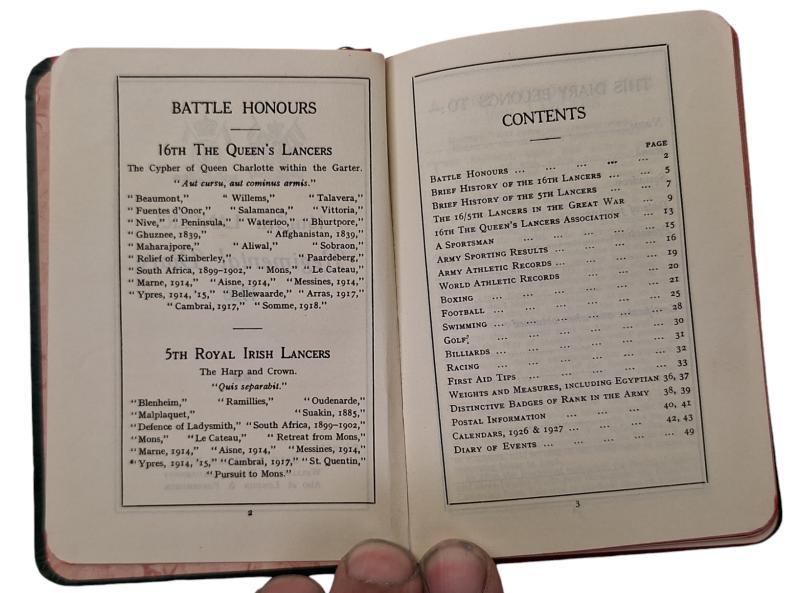 BATTLE HONOURS
16TH THE QUEEN'S LANCERS
The Cypher of Queen Charlotte within the Garter.
"Aut cursu, aut cominus armis."
"Beaumont," "Willems," "Talavera,"
"Fuentes d'Onor," "Salamanca," "Vittoria,"
"Nive," "Peninsula," "Waterloo," "Bhurtpore,"
"Ghuznee, 1839," "Affghanistan, 1839,"
"Maharajpore," "Aliwal," "Sobraon,"
"Relief of Kimberley," "Paardeberg,"
"South Africa, 1899-1902," "Mons," "Le Cateau,"
"Marne, 1914," "Aisne, 1914," "Messines, 1914,"
"Ypres, 1914, '15," "Bellewaarde," "Arras, 1917,"
"Cambrai, 1917," "Somme, 1918."
5TH ROYAL IRISH LANCERS
The Harp and Crown.
"Quis separabit."
"Blenheim," "Ramillies," "Oudenarde,"
"Malplaquet," "Suakin, 1885,"
"Defence of Ladysmith," "South Africa, 1899-1902,"
"Mons," "Le Cateau," "Retreat from Mons,"
"Marne, 1914," "Aisne, 1914," "Messines, 1914,"
"Ypres, 1914, '15," "Cambrai, 1917," "St. Quentin,"
"Pursuit to Mons."
2
CONTENTS
PAGE
BATTLE HONOURS ... ... ... ... ... 2
BRIEF HISTORY OF THE 16TH LANCERS ... ... 5
BRIEF HISTORY OF THE 5TH LANCERS ... ... 7
THE 16/5TH LANCERS IN THE GREAT WAR ... 9
16TH THE QUEEN'S LANCERS ASSOCIATION ... 13
A SPORTSMAN ... ... ... ... ... 15
ARMY SPORTING RESULTS ... ... ... ... 16
ARMY ATHLETIC RECORDS ... ... ... ... 19
WORLD ATHLETIC RECORDS ... ... ... 20
BOXING ... ... ... ... ... ... 21
FOOTBALL ... ... ... ... ... ... 25
SWIMMING ... ... ... ... ... ... 28
GOLF ... ... ... ... ... ... 30
BILLIARDS ... ... ... ... ... ... 31
RACING ... ... ... ... ... ... 32
FIRST AID TIPS ... ... ... ... ... 33
WEIGHTS AND MEASURES, INCLUDING EGYPTIAN 36, 37
DISTINCTIVE BADGES OF RANK IN THE ARMY 38, 39
POSTAL INFORMATION ... ... ... 40, 41
CALENDARS, 1926 & 1927 ... ... ... 42, 43
DIARY OF EVENTS ... ... ... ... ... 49
3